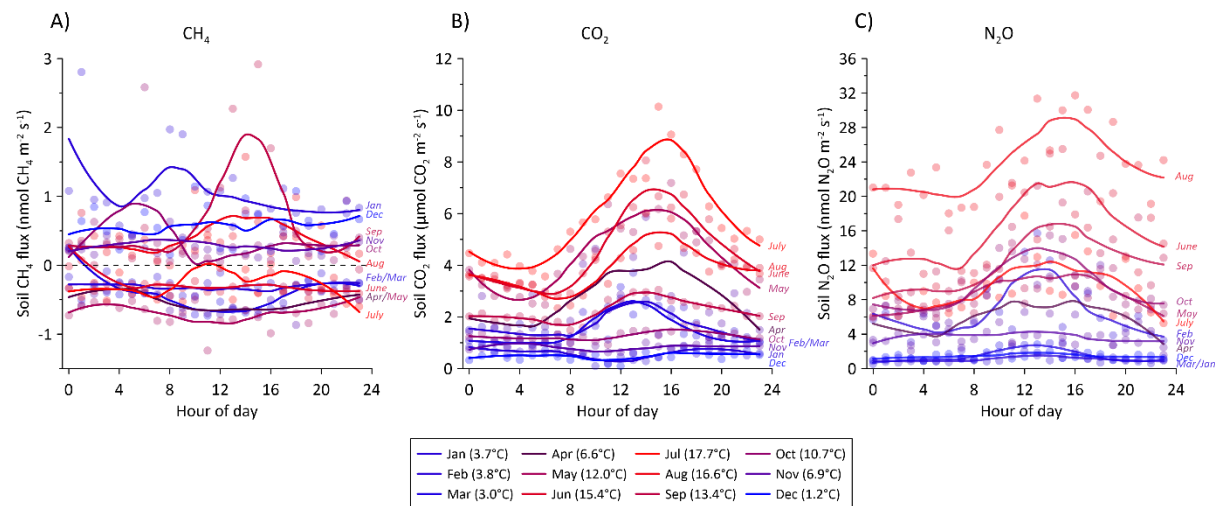 A)
CH₄
Soil CH₄ flux (nmol CH₄ m⁻² s⁻¹)
3
2
1
0
-1
0
4
8
12
16
20
24
Hour of day
Jan
Dec
Sep
Nov
Oct
Aug
Feb/Mar
June
Apr/May
July
B)
CO₂
Soil CO₂ flux (µmol CO₂ m⁻² s⁻¹)
12
10
8
6
4
2
0
0
4
8
12
16
20
24
Hour of day
July
Aug
June
May
Sep
Apr
Oct
Feb/Mar
Nov
Jan
Dec
C)
N₂O
Soil N₂O flux (nmol N₂O m⁻² s⁻¹)
36
32
28
24
20
16
12
8
4
0
0
4
8
12
16
20
24
Hour of day
Aug
June
Sep
Oct
May
July
Feb
Nov
Apr
Dec
Mar/Jan
Jan (3.7°C) Apr (6.6°C) Jul (17.7°C) Oct (10.7°C)
Feb (3.8°C) May (12.0°C) Aug (16.6°C) Nov (6.9°C)
Mar (3.0°C) Jun (15.4°C) Sep (13.4°C) Dec (1.2°C)